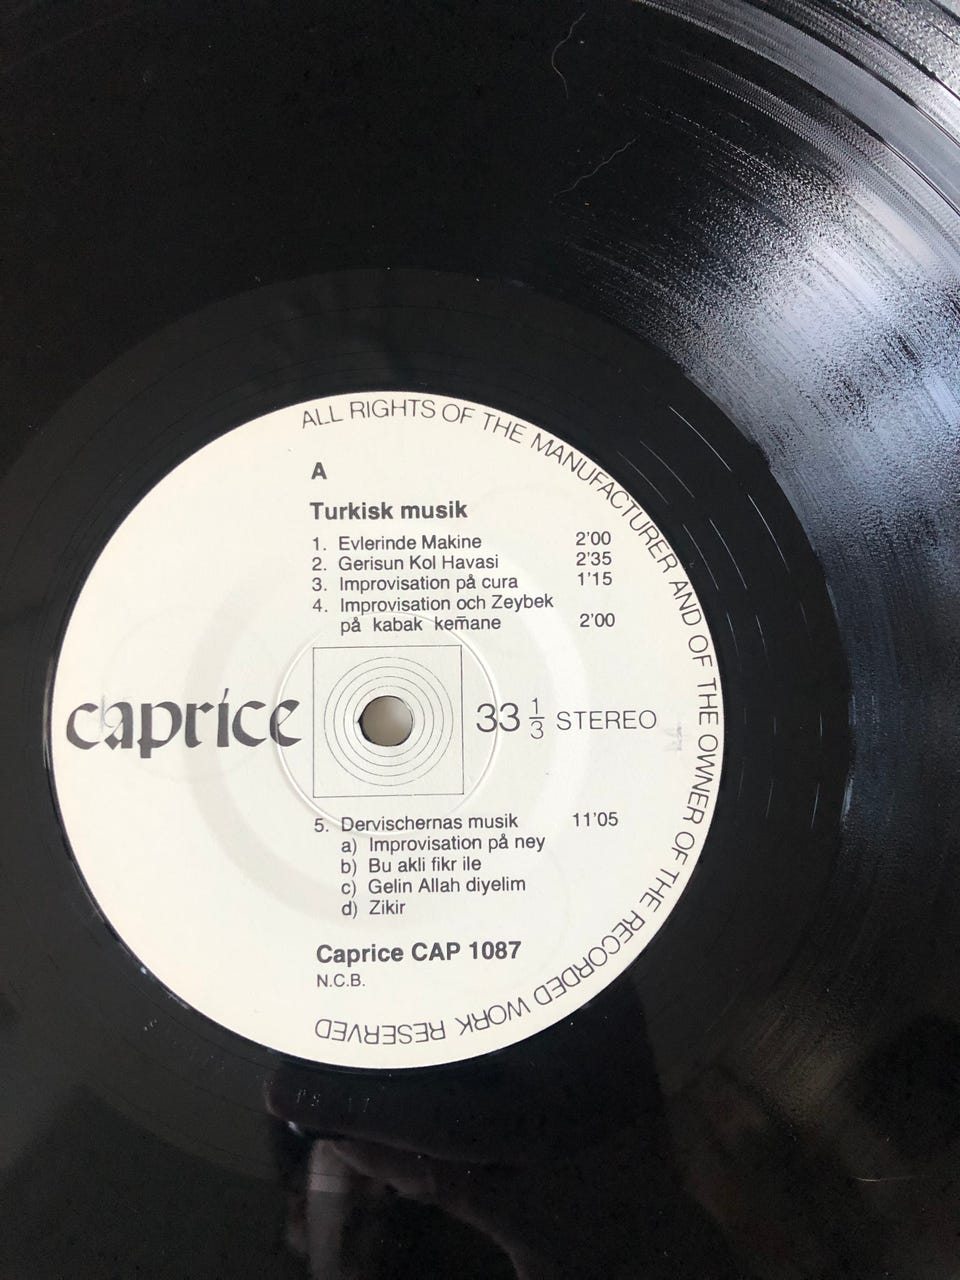 ALL RIGHTS OF THE MANUFACTURER AND OF THE OWNER OF THE RECORDED WORK RESERVED
A
Turkisk musik
1. Evlerinde Makine 2'00
2. Gerisun Kol Havasi 2'35
3. Improvisation på cura 1'15
4. Improvisation och Zeybek
på kabak kem̄ane 2'00
caprice
33 1/3 STEREO
5. Dervischernas musik 11'05
a) Improvisation på ney
b) Bu akli fikr ile
c) Gelin Allah diyelim
d) Zikir
Caprice CAP 1087
N.C.B.